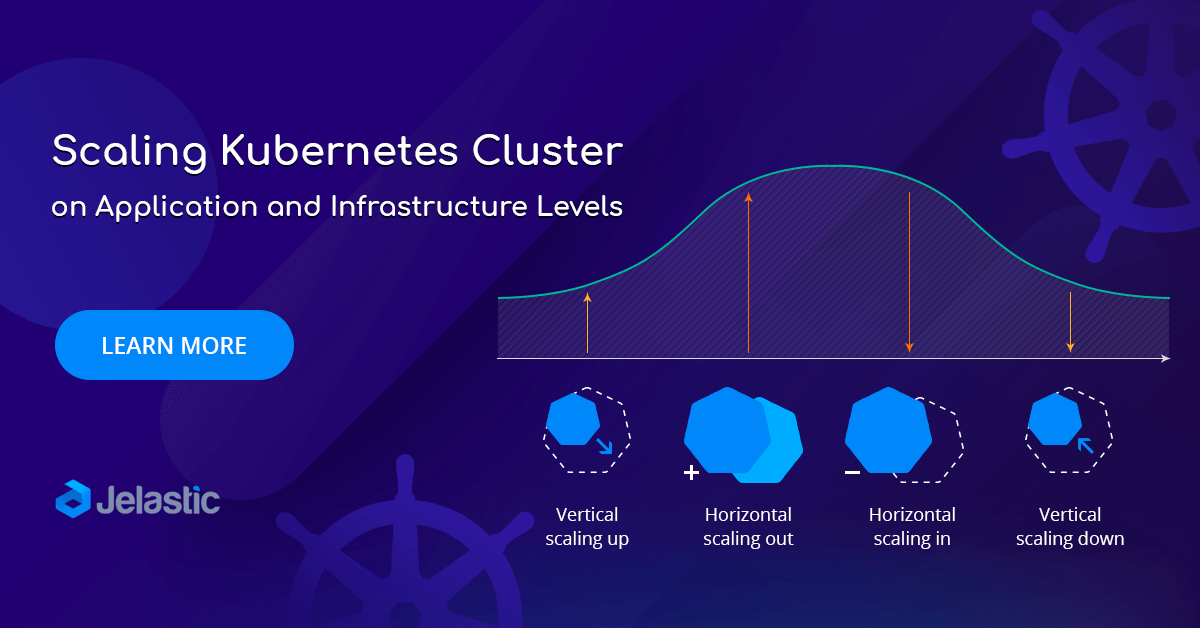 Scaling Kubernetes Cluster
on Application and Infrastructure Levels
LEARN MORE
Jelastic
Vertical
scaling up
Horizontal
scaling out
Horizontal
scaling in
Vertical
scaling down